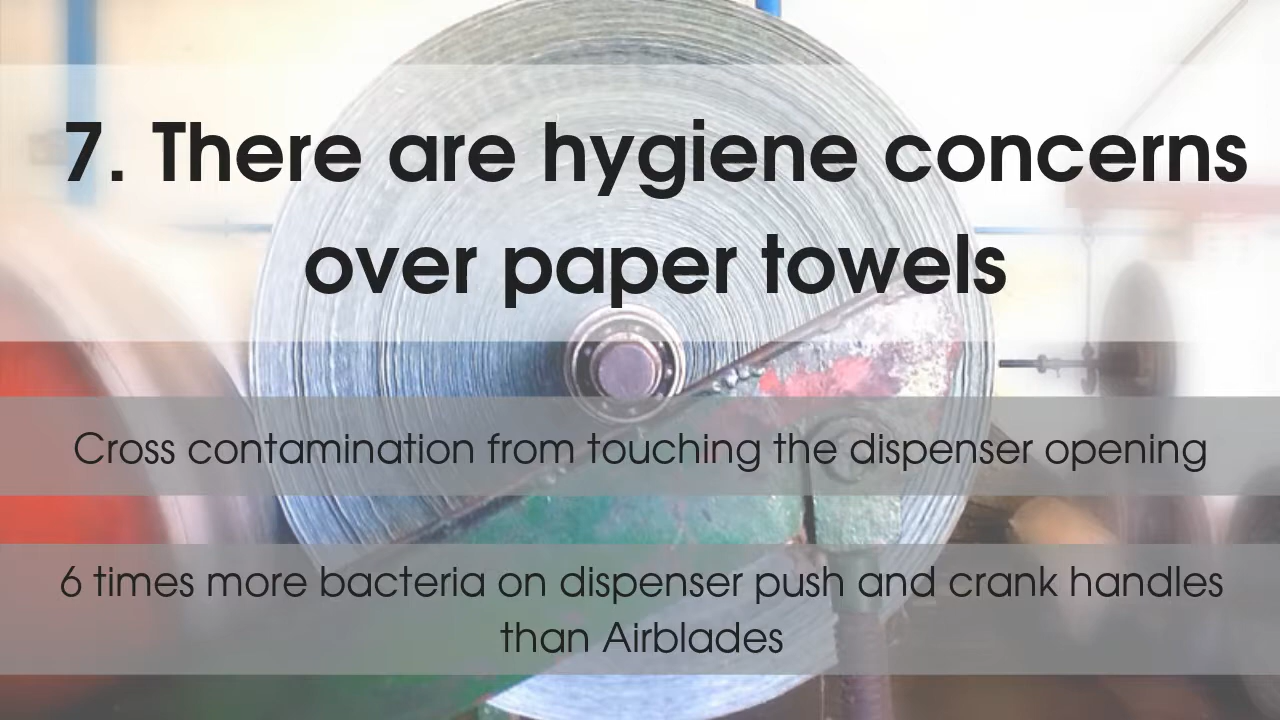 7. There are hygiene concerns
over paper towels
Cross contamination from touching the dispenser opening
6 times more bacteria on dispenser push and crank handles
than Airblades